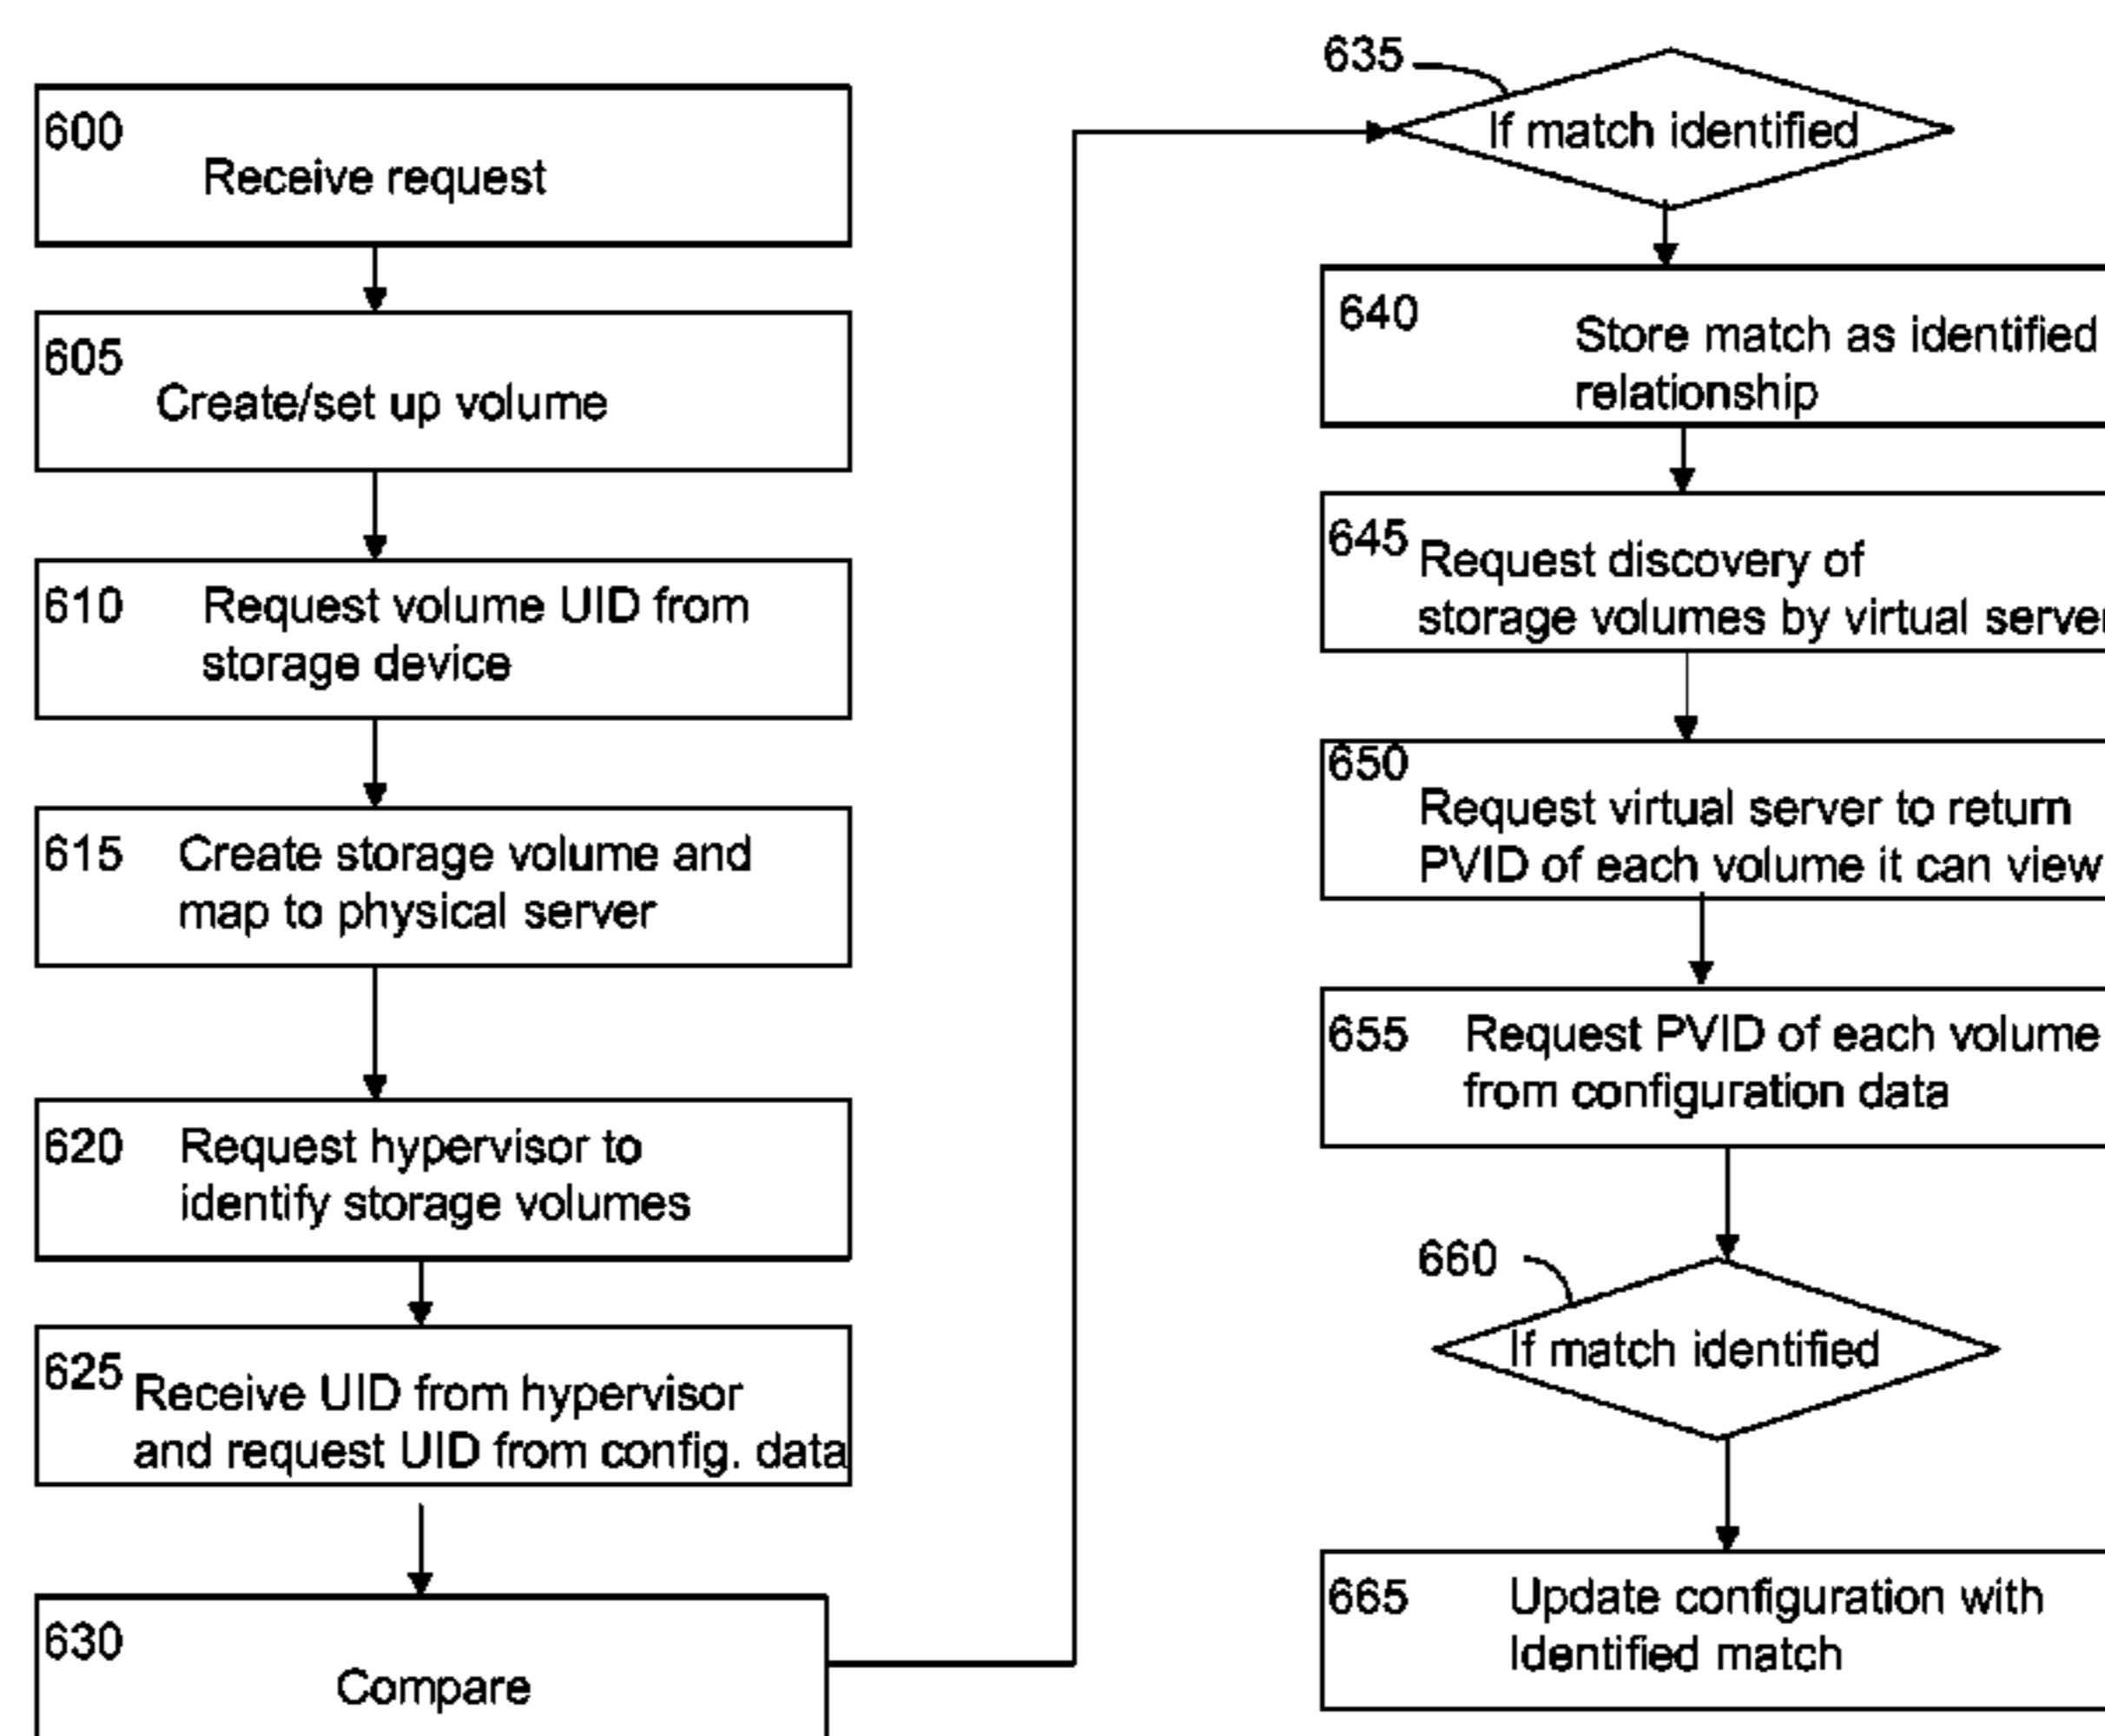 600
Receive request
605
Create/set up volume
610
Request volume UID from
storage device
615
Create storage volume and
map to physical server
620
Request hypervisor to
identify storage volumes
625
Receive UID from hypervisor
and request UID from config. data
630
Compare
635
If match identified
640
Store match as identified
relationship
645
Request discovery of
storage volumes by virtual server
650
Request virtual server to return
PVID of each volume it can view
655
Request PVID of each volume
from configuration data
660
If match identified
665
Update configuration with
Identified match